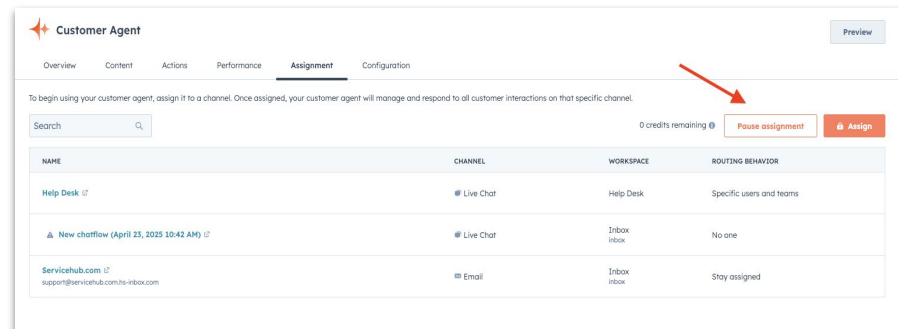 Customer Agent
Preview
Overview Content Actions Performance Assignment Configuration
To begin using your customer agent, assign it to a channel. Once assigned, your customer agent will manage and respond to all customer interactions on that specific channel.
Search 0 credits remaining Pause assignment Assign
NAME CHANNEL WORKSPACE ROUTING BEHAVIOR
Help Desk Live Chat Help Desk Specific users and teams
New chatflow (April 23, 2025 10:42 AM) Live Chat Inbox No one
inbox
Servicehub.com Email Inbox Stay assigned
support@servicehub.com.hs-inbox.com inbox